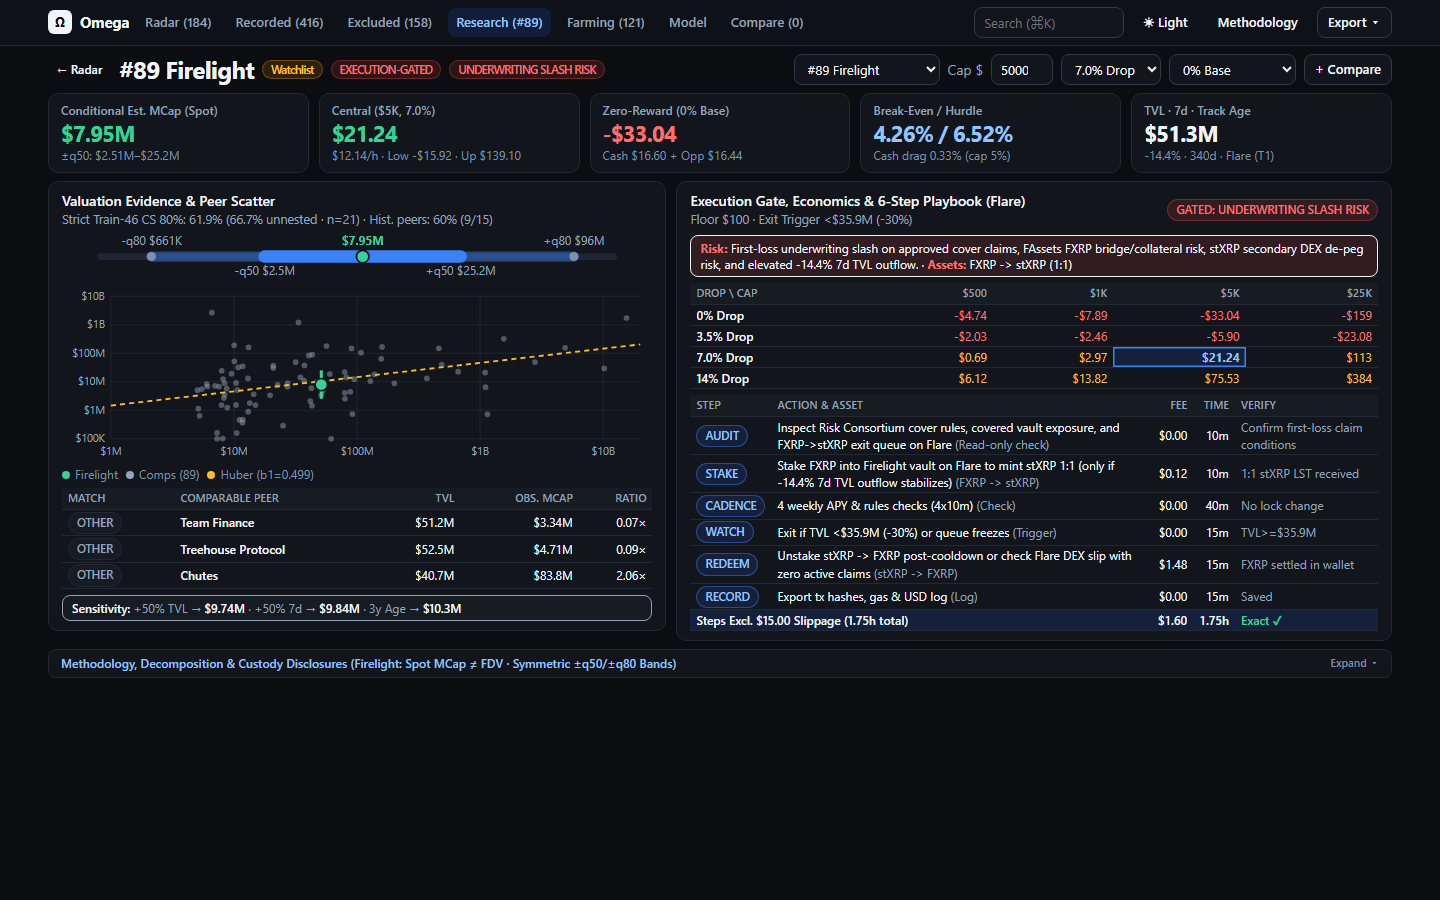 Ω Omega Radar (184) Recorded (416) Excluded (158) Research (#89) Farming (121) Model Compare (0) Search (⌘K) ☀ Light Methodology Export
← Radar #89 Firelight Watchlist EXECUTION-GATED UNDERWRITING SLASH RISK #89 Firelight Cap $ 5000 7.0% Drop 0% Base + Compare
Conditional Est. MCap (Spot)
$7.95M
±q50: $2.51M–$25.2M
Central ($5K, 7.0%)
$21.24
$12.14/h · Low -$15.92 · Up $139.10
Zero-Reward (0% Base)
-$33.04
Cash $16.60 + Opp $16.44
Break-Even / Hurdle
4.26% / 6.52%
Cash drag 0.33% (cap 5%)
TVL · 7d · Track Age
$51.3M
-14.4% · 340d · Flare (T1)
Valuation Evidence & Peer Scatter
Strict Train-46 CS 80%: 61.9% (66.7% unnested · n=21) · Hist. peers: 60% (9/15)
-q80 $661K $7.95M +q80 $96M
-q50 $2.5M +q50 $25.2M
$10B
$1B
$100M
$10M
$1M
$100K
$1M $10M $100M $1B $10B
Firelight Comps (89) Huber (b1=0.499)
MATCH COMPARABLE PEER TVL OBS. MCAP RATIO
OTHER Team Finance $51.2M $3.34M 0.07×
OTHER Treehouse Protocol $52.5M $4.71M 0.09×
OTHER Chutes $40.7M $83.8M 2.06×
Sensitivity: +50% TVL → $9.74M · +50% 7d → $9.84M · 3y Age → $10.3M
Execution Gate, Economics & 6-Step Playbook (Flare)
Floor $100 · Exit Trigger <$35.9M (-30%)
GATED: UNDERWRITING SLASH RISK
Risk: First-loss underwriting slash on approved cover claims, FAssets FXRP bridge/collateral risk, stXRP secondary DEX de-peg
risk, and elevated -14.4% 7d TVL outflow. · Assets: FXRP -> stXRP (1:1)
DROP \ CAP $500 $1K $5K $25K
0% Drop -$4.74 -$7.89 -$33.04 -$159
3.5% Drop -$2.03 -$2.46 -$5.90 -$23.08
7.0% Drop $0.69 $2.97 $21.24 $113
14% Drop $6.12 $13.82 $75.53 $384
STEP ACTION & ASSET FEE TIME VERIFY
AUDIT Inspect Risk Consortium cover rules, covered vault exposure, and FXRP->stXRP exit queue on Flare (Read-only check) $0.00 10m Confirm first-loss claim conditions
STAKE Stake FXRP into Firelight vault on Flare to mint stXRP 1:1 (only if -14.4% 7d TVL outflow stabilizes) (FXRP -> stXRP) $0.12 10m 1:1 stXRP LST received
CADENCE 4 weekly APY & rules checks (4x10m) (Check) $0.00 40m No lock change
WATCH Exit if TVL <$35.9M (-30%) or queue freezes (Trigger) $0.00 15m TVL>=$35.9M
REDEEM Unstake stXRP -> FXRP post-cooldown or check Flare DEX slip with zero active claims (stXRP -> FXRP) $1.48 15m FXRP settled in wallet
RECORD Export tx hashes, gas & USD log (Log) $0.00 15m Saved
Steps Excl. $15.00 Slippage (1.75h total) $1.60 1.75h Exact ✓
Methodology, Decomposition & Custody Disclosures (Firelight: Spot MCap ≠ FDV · Symmetric ±q50/±q80 Bands) Expand